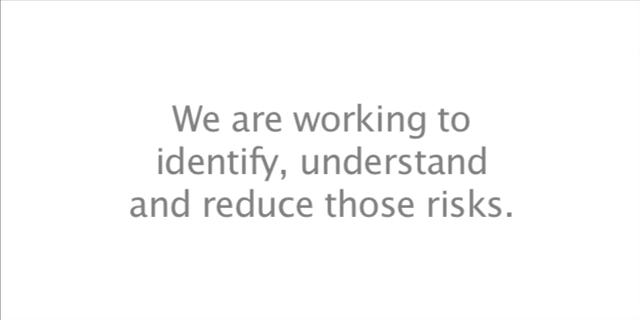 We are working to
identify, understand
and reduce those risks.